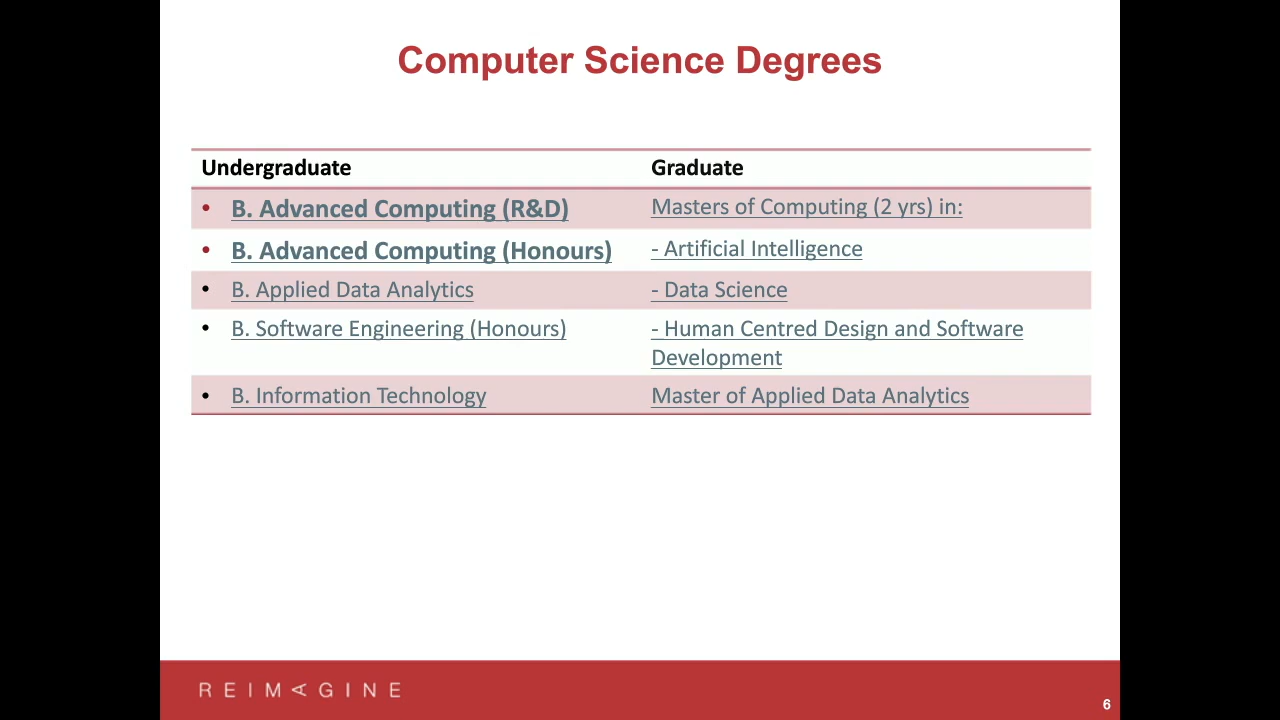 Computer Science Degrees
Undergraduate Graduate
• B. Advanced Computing (R&D) Masters of Computing (2 yrs) in:
• B. Advanced Computing (Honours) - Artificial Intelligence
• B. Applied Data Analytics - Data Science
• B. Software Engineering (Honours) - Human Centred Design and Software
Development
• B. Information Technology Master of Applied Data Analytics
REIMAGINE
6